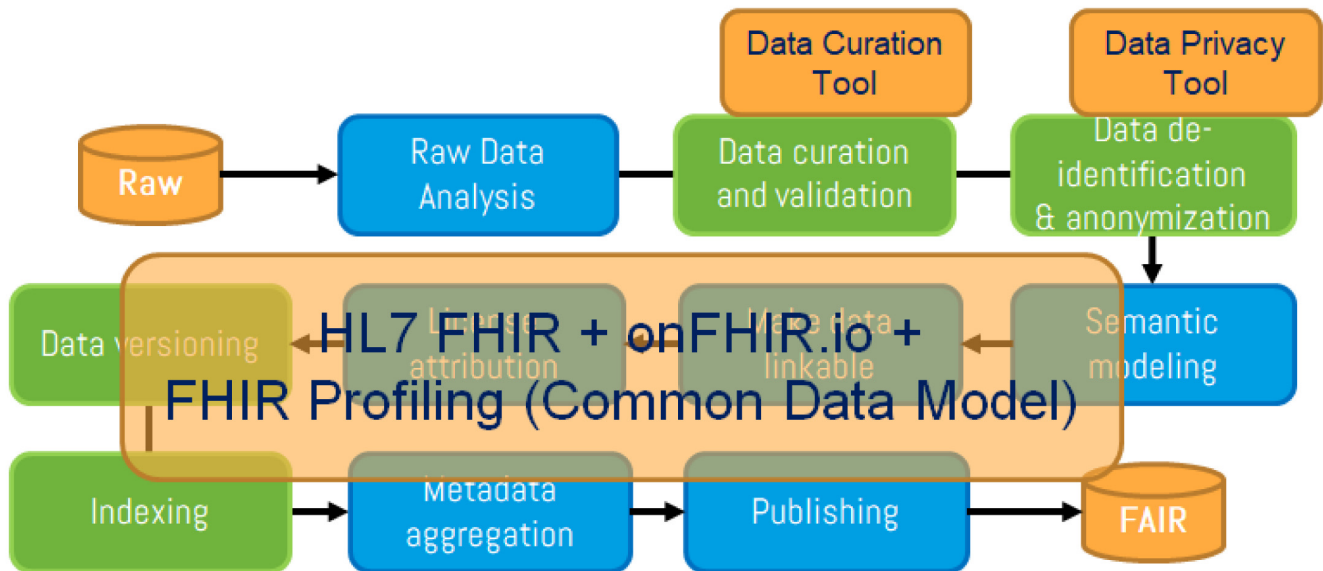 Data Curation
Tool
Data Privacy
Tool
Raw
Raw Data
Analysis
Data curation
and validation
Data de-
identification
& anonymization
Data versioning
License
attribution
Make data
linkable
Semantic
modeling
HL7 FHIR + onFHIR.io +
FHIR Profiling (Common Data Model)
Indexing
Metadata
aggregation
Publishing
FAIR